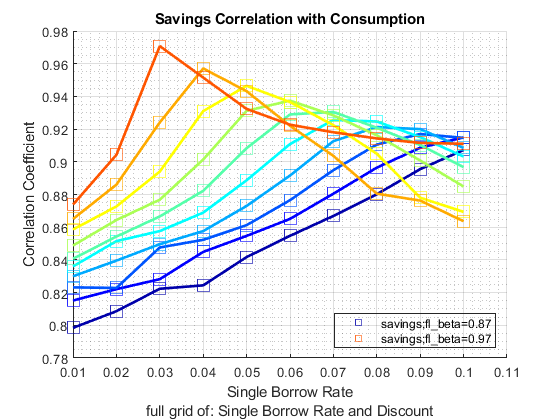 Savings Correlation with Consumption
0.98
0.96
0.94
0.92
0.9
0.88
0.86
0.84
0.82
0.8
0.78
Correlation Coefficient
savings;fl_beta=0.87
savings;fl_beta=0.97
0.01 0.02 0.03 0.04 0.05 0.06 0.07 0.08 0.09 0.1 0.11
Single Borrow Rate
full grid of: Single Borrow Rate and Discount